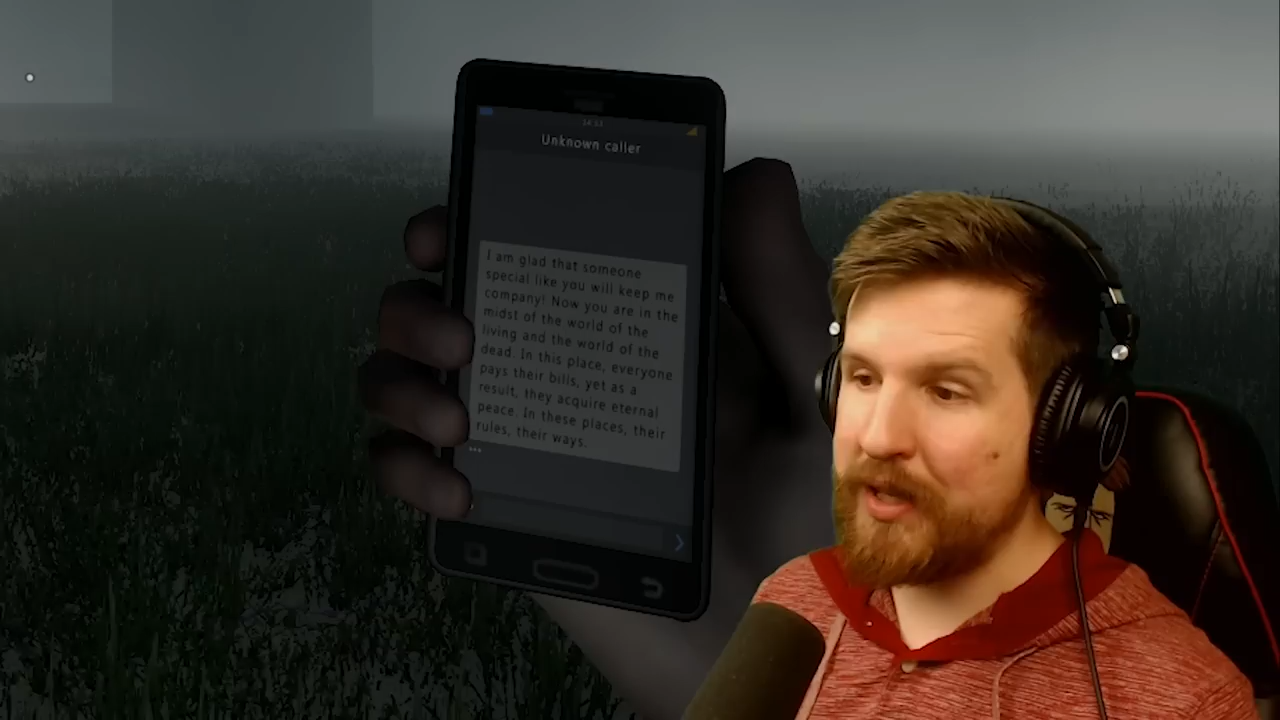 Unknown caller
I am glad that someone
special like you will keep me
company! Now you are in the
midst of the world of the
living and the world of the
dead. In this place, everyone
pays their bills, yet as a
result, they acquire eternal
peace. In these places, their
rules, their ways.
...